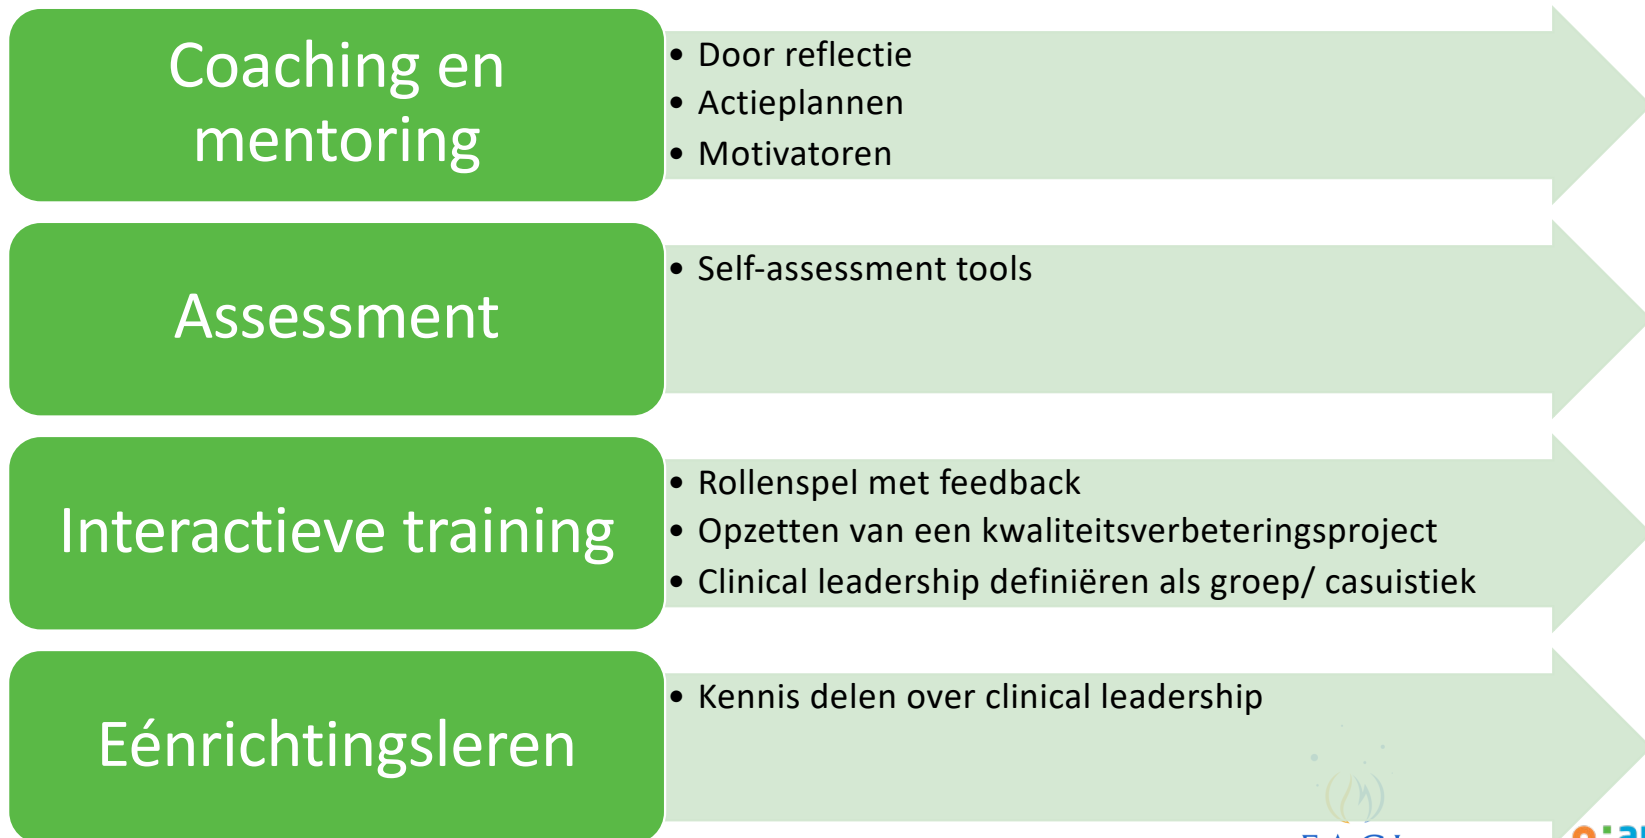 Coaching en
mentoring
• Door reflectie
• Actieplannen
• Motivatoren
Assessment
• Self-assessment tools
Interactieve training
• Rollenspel met feedback
• Opzetten van een kwaliteitsverbeteringsproject
• Clinical leadership definiëren als groep/ casuistiek
Eénrichtingsleren
• Kennis delen over clinical leadership